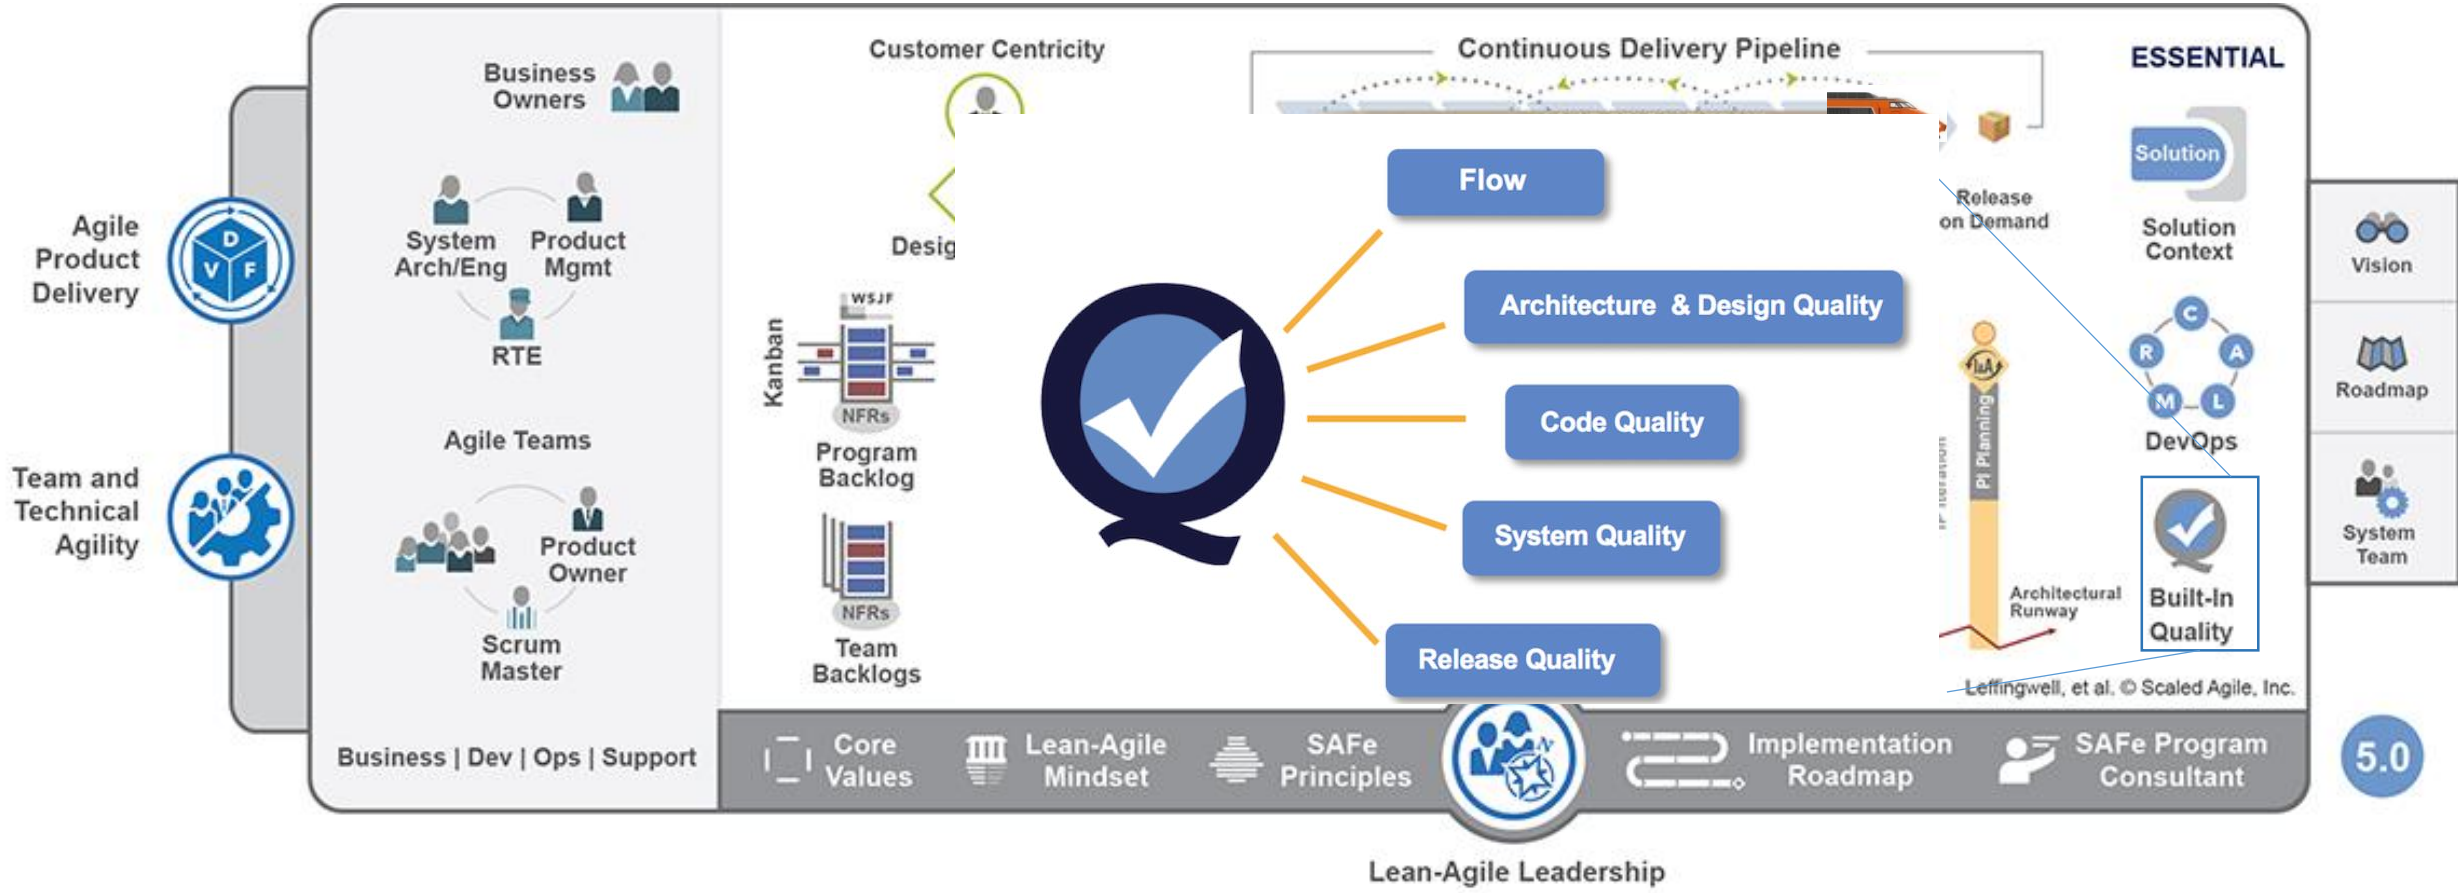 Agile
Product
Delivery
D
V F
Team and
Technical
Agility
Business
Owners
System
Arch/Eng
Product
Mgmt
RTE
Agile Teams
Product
Owner
Scrum
Master
Business | Dev | Ops | Support
Customer Centricity
Desig
Kanban
WSJF
NFRs
Program
Backlog
NFRs
Team
Backlogs
Continuous Delivery Pipeline
Flow
Architecture & Design Quality
Code Quality
System Quality
Release Quality
Release
on Demand
I&A
PI Planning
Architectural
Runway
ESSENTIAL
Solution
Solution
Context
C
R A
M L
DevOps
Built-In
Quality
Leffingwell, et al. © Scaled Agile, Inc.
Vision
Roadmap
System
Team
Core
Values
Lean-Agile
Mindset
SAFe
Principles
N
Implementation
Roadmap
SAFe Program
Consultant
5.0
Lean-Agile Leadership